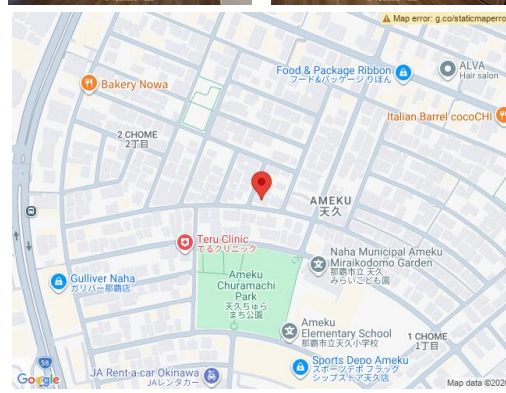 Map error: g.co/staticmaperro
ALVA
Hair salon
Food & Package Ribbon
フード&パッケージ りぼん
Bakery Nowa
Italian Barrel cocoCHI
2 CHOME
2丁目
AMEKU
天久
Teru Clinic
てるクリニック
Naha Municipal Ameku
Miraikodomo Garden
那覇市立 天久
みらいこども園
Gulliver Naha
ガリバー那覇店
Ameku
Churamachi
Park
天久ちゅら
まち公園
Ameku
Elementary School
那覇市立天久小学校
1 CHOME
1丁目
58
Sports Depo Ameku
スポーツデポ フラッグ
シップストア天久店
JA Rent-a-car Okinawa
JAレンタカー
Google
Map data ©2026